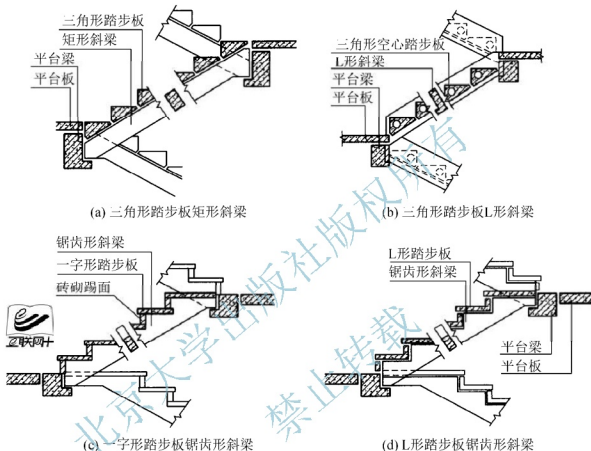 三角形踏步板
矩形斜梁
平台梁
平台板
(a) 三角形踏步板矩形斜梁
三角形空心踏步板
L形斜梁
平台梁
平台板
(b) 三角形踏步板L形斜梁
锯齿形斜梁
一字形踏步板
砖砌踢面
互联网+
(c) 一字形踏步板锯齿形斜梁
L形踏步板
锯齿形斜梁
平台梁
平台板
(d) L形踏步板锯齿形斜梁
北京大学出版社版权所有
禁止转载